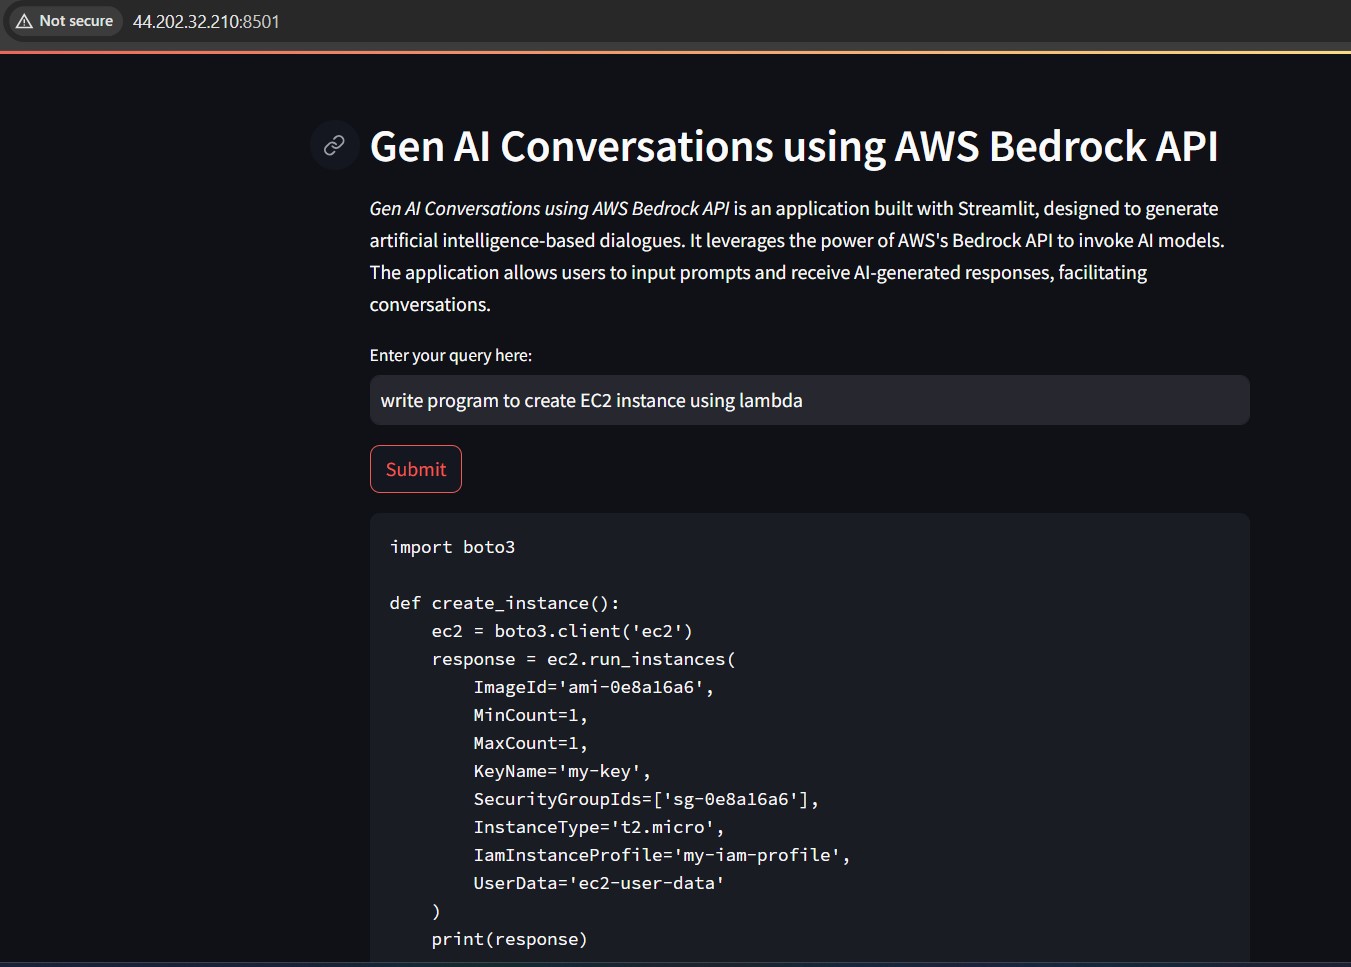 Not secure 44.202.32.210:8501
Gen AI Conversations using AWS Bedrock API
Gen AI Conversations using AWS Bedrock API is an application built with Streamlit, designed to generate
artificial intelligence-based dialogues. It leverages the power of AWS's Bedrock API to invoke AI models.
The application allows users to input prompts and receive AI-generated responses, facilitating
conversations.
Enter your query here:
write program to create EC2 instance using lambda
Submit
import boto3
def create_instance():
    ec2 = boto3.client('ec2')
    response = ec2.run_instances(
        ImageId='ami-0e8a16a6',
        MinCount=1,
        MaxCount=1,
        KeyName='my-key',
        SecurityGroupIds=['sg-0e8a16a6'],
        InstanceType='t2.micro',
        IamInstanceProfile='my-iam-profile',
        UserData='ec2-user-data'
    )
    print(response)